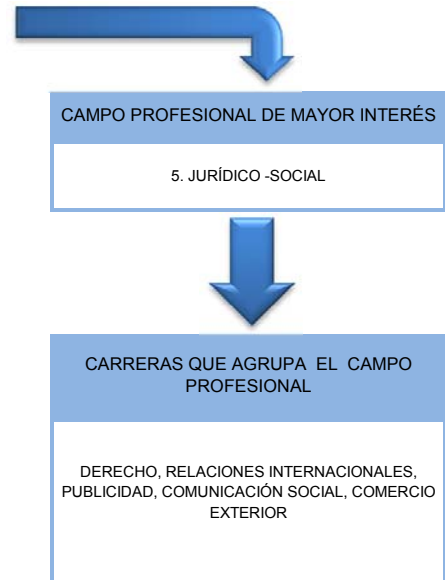 CAMPO PROFESIONAL DE MAYOR INTERÉS
5. JURÍDICO -SOCIAL
CARRERAS QUE AGRUPA EL CAMPO
PROFESIONAL
DERECHO, RELACIONES INTERNACIONALES,
PUBLICIDAD, COMUNICACIÓN SOCIAL, COMERCIO
EXTERIOR